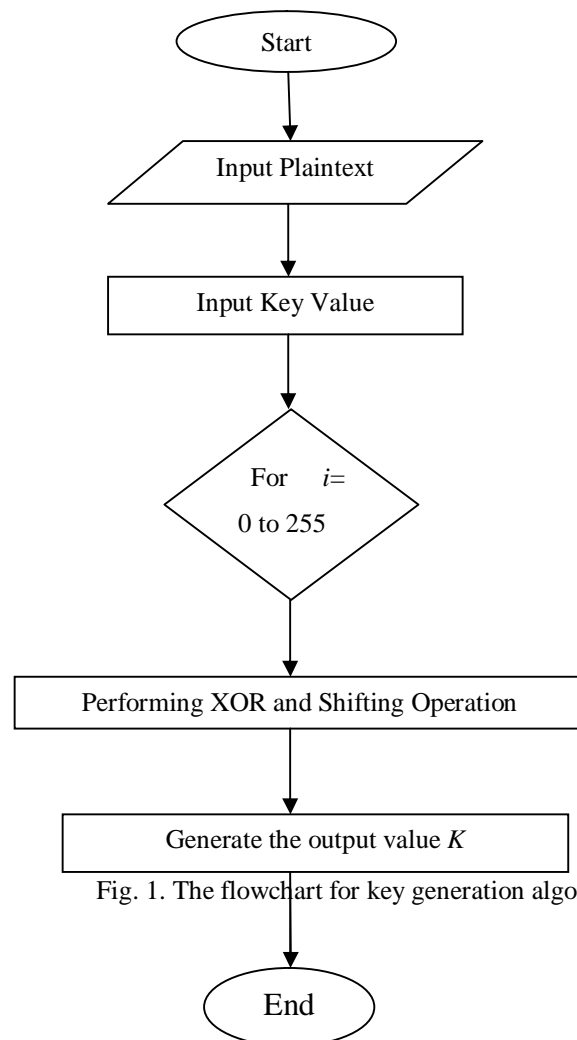 Start
Input Plaintext
Input Key Value
For i=
0 to 255
Performing XOR and Shifting Operation
Generate the output value K
Fig. 1. The flowchart for key generation algo
End